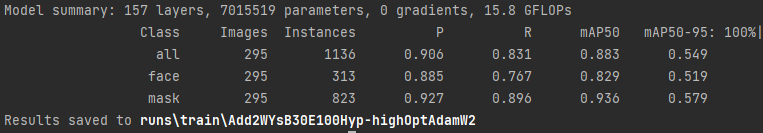 Model summary: 157 layers, 7015519 parameters, 0 gradients, 15.8 GFLOPs
Class Images Instances P R mAP50 mAP50-95: 100%|
all 295 1136 0.906 0.831 0.883 0.549
face 295 313 0.885 0.767 0.829 0.519
mask 295 823 0.927 0.896 0.936 0.579
Results saved to runs\train\Add2WYsB30E100Hyp-highOptAdamW2